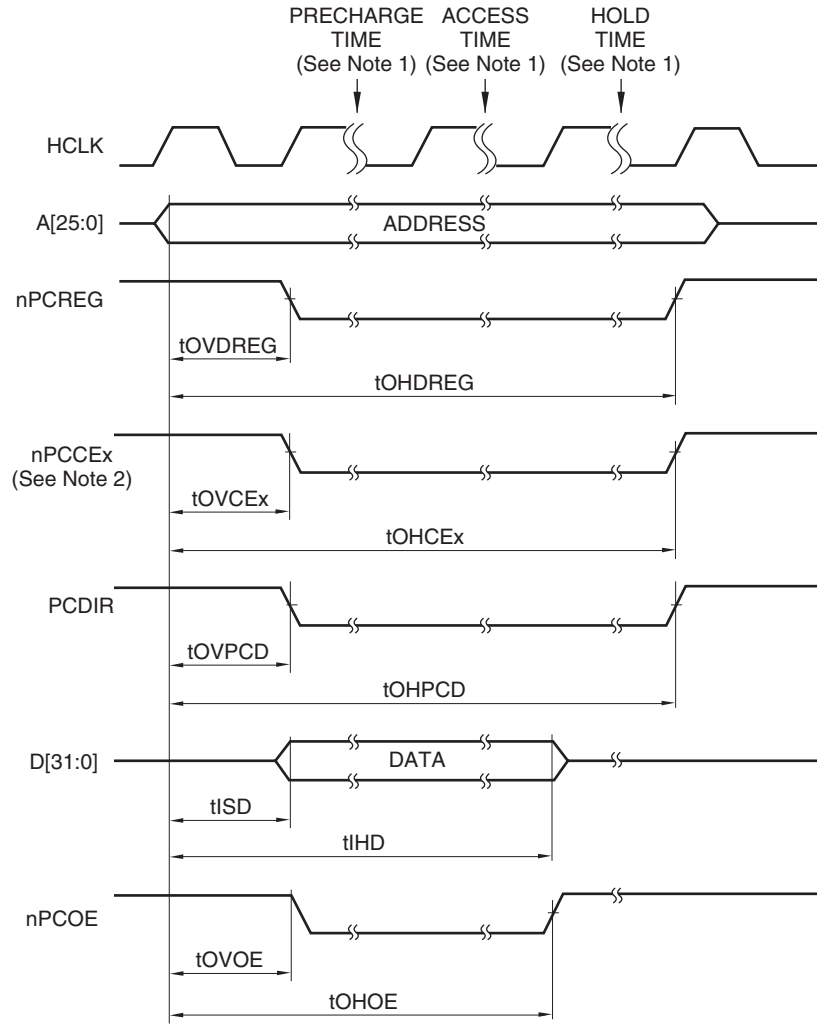 PRECHARGE TIME (See Note 1)
ACCESS TIME (See Note 1)
HOLD TIME (See Note 1)
HCLK
A[25:0]
ADDRESS
nPCREG
tOVDREG
tOHDREG
nPCCEx
(See Note 2)
tOVCEx
tOHCEx
PCDIR
tOVPCD
tOHPCD
D[31:0]
DATA
tISD
tIHD
nPCOE
tOVOE
tOHOE